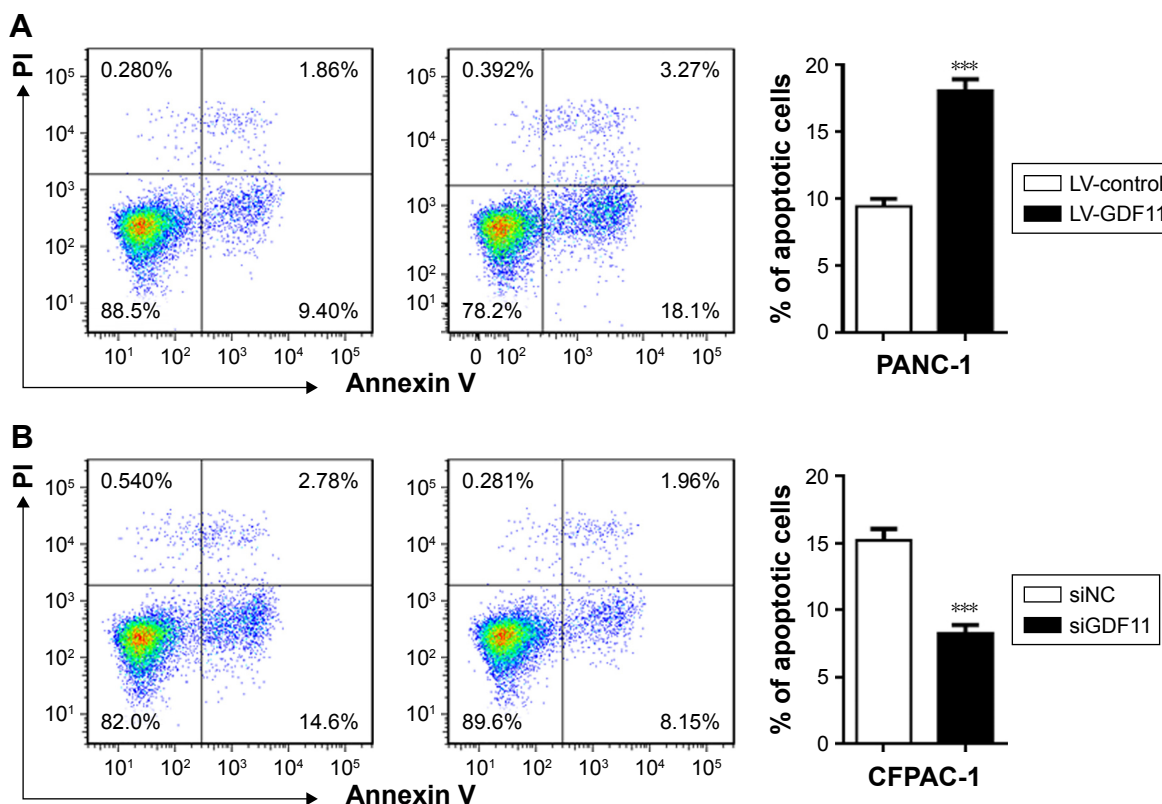 A
PI
10⁵
10⁴
10³
10²
10¹
0.280%
1.86%
88.5%
9.40%
10¹ 10² 10³ 10⁴ 10⁵
10⁵
10⁴
10³
10²
10¹
0.392%
3.27%
78.2%
18.1%
0 10² 10³ 10⁴ 10⁵
Annexin V
% of apoptotic cells
20
15
10
5
0
***
PANC-1
LV-control
LV-GDF11
B
PI
10⁵
10⁴
10³
10²
10¹
0.540%
2.78%
82.0%
14.6%
10¹ 10² 10³ 10⁴ 10⁵
10⁵
10⁴
10³
10²
10¹
0.281%
1.96%
89.6%
8.15%
10¹ 10² 10³ 10⁴ 10⁵
Annexin V
% of apoptotic cells
20
15
10
5
0
***
CFPAC-1
siNC
siGDF11